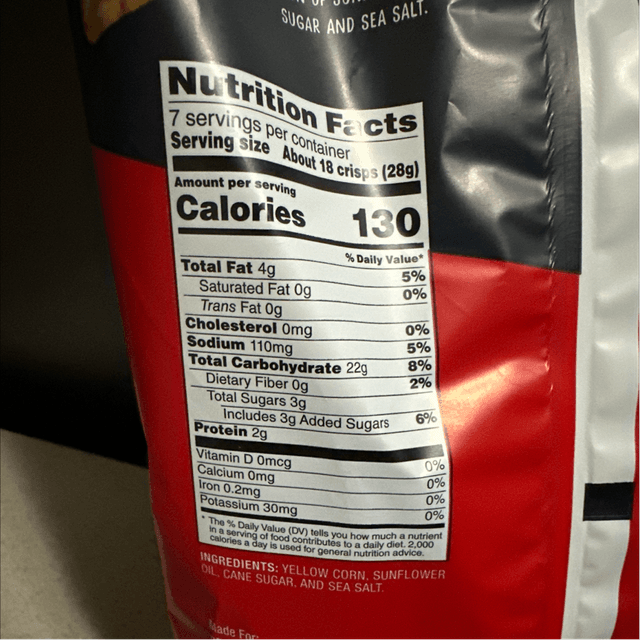 SUGAR AND SEA SALT.
Nutrition Facts
7 servings per container
Serving size About 18 crisps (28g)
Amount per serving
Calories 130
% Daily Value*
Total Fat 4g 5%
Saturated Fat 0g 0%
Trans Fat 0g
Cholesterol 0mg 0%
Sodium 110mg 5%
Total Carbohydrate 22g 8%
Dietary Fiber 0g 2%
Total Sugars 3g
Includes 3g Added Sugars 6%
Protein 2g
Vitamin D 0mcg 0%
Calcium 0mg 0%
Iron 0.2mg 0%
Potassium 30mg 0%
* The % Daily Value (DV) tells you how much a nutrient
in a serving of food contributes to a daily diet. 2,000
calories a day is used for general nutrition advice.
INGREDIENTS: YELLOW CORN, SUNFLOWER
OIL, CANE SUGAR, AND SEA SALT.
Made For: